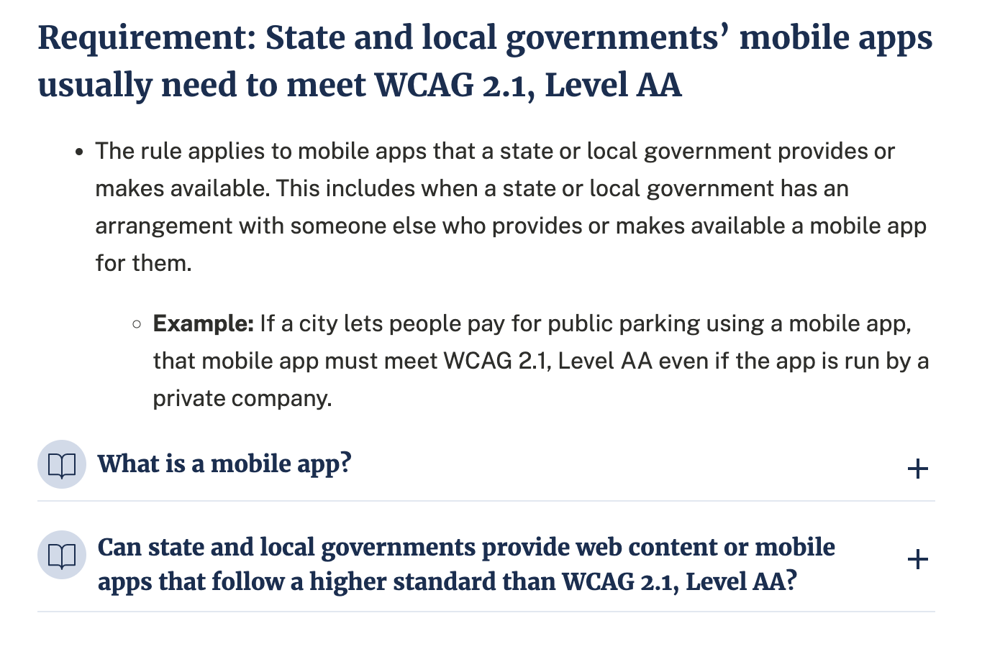 Requirement: State and local governments’ mobile apps
usually need to meet WCAG 2.1, Level AA
• The rule applies to mobile apps that a state or local government provides or
makes available. This includes when a state or local government has an
arrangement with someone else who provides or makes available a mobile app
for them.
◦ Example: If a city lets people pay for public parking using a mobile app,
that mobile app must meet WCAG 2.1, Level AA even if the app is run by a
private company.
What is a mobile app?
Can state and local governments provide web content or mobile
apps that follow a higher standard than WCAG 2.1, Level AA?